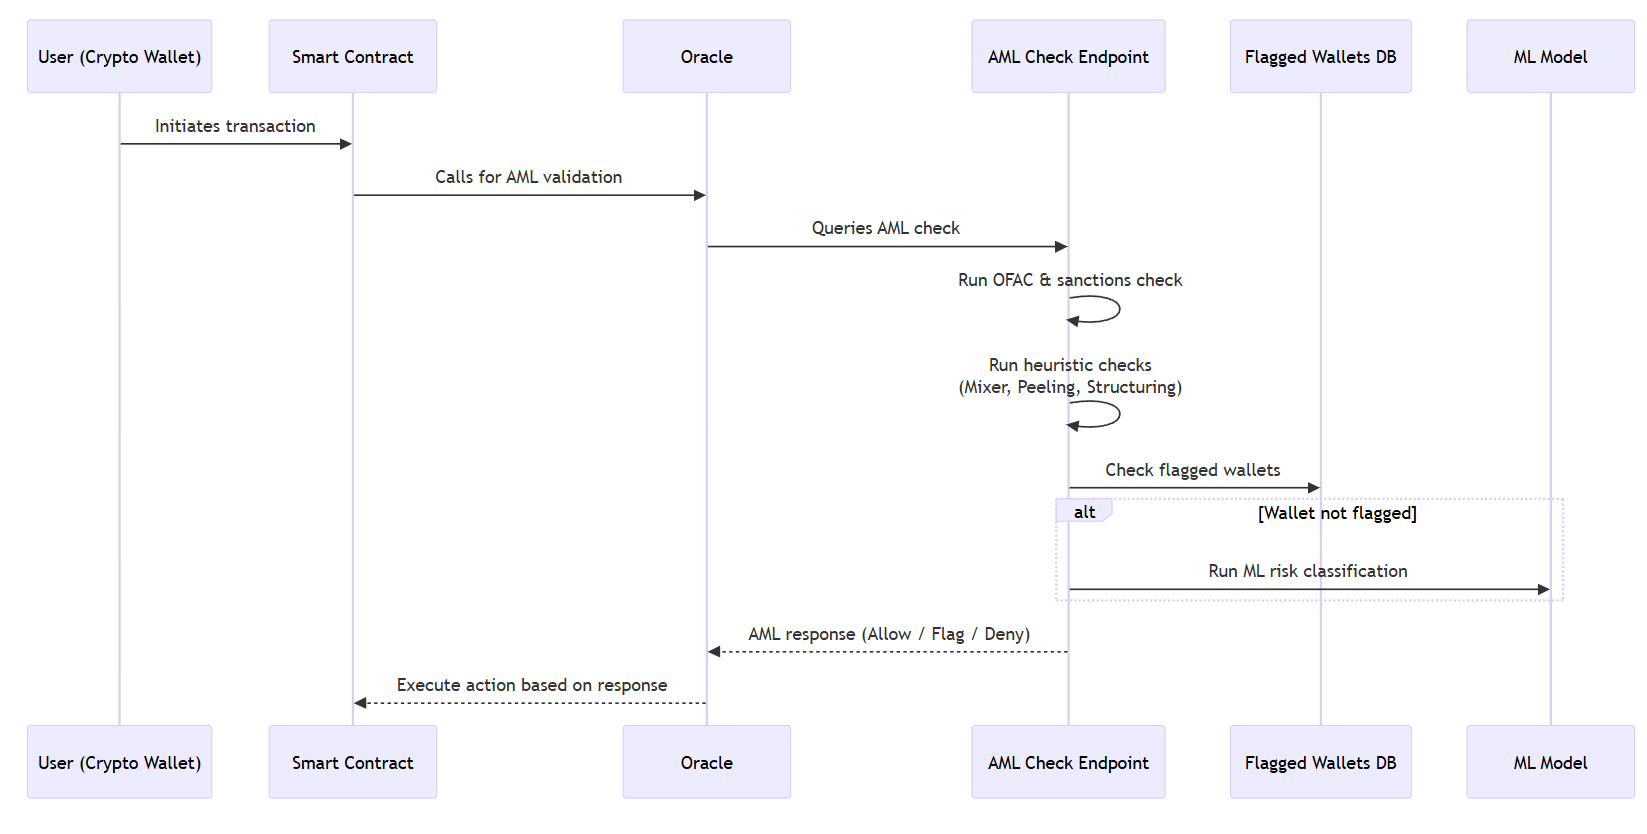 User (Crypto Wallet)
Smart Contract
Oracle
AML Check Endpoint
Flagged Wallets DB
ML Model
Initiates transaction
Calls for AML validation
Queries AML check
Run OFAC & sanctions check
Run heuristic checks
(Mixer, Peeling, Structuring)
Check flagged wallets
alt
[Wallet not flagged]
Run ML risk classification
AML response (Allow / Flag / Deny)
Execute action based on response
User (Crypto Wallet)
Smart Contract
Oracle
AML Check Endpoint
Flagged Wallets DB
ML Model